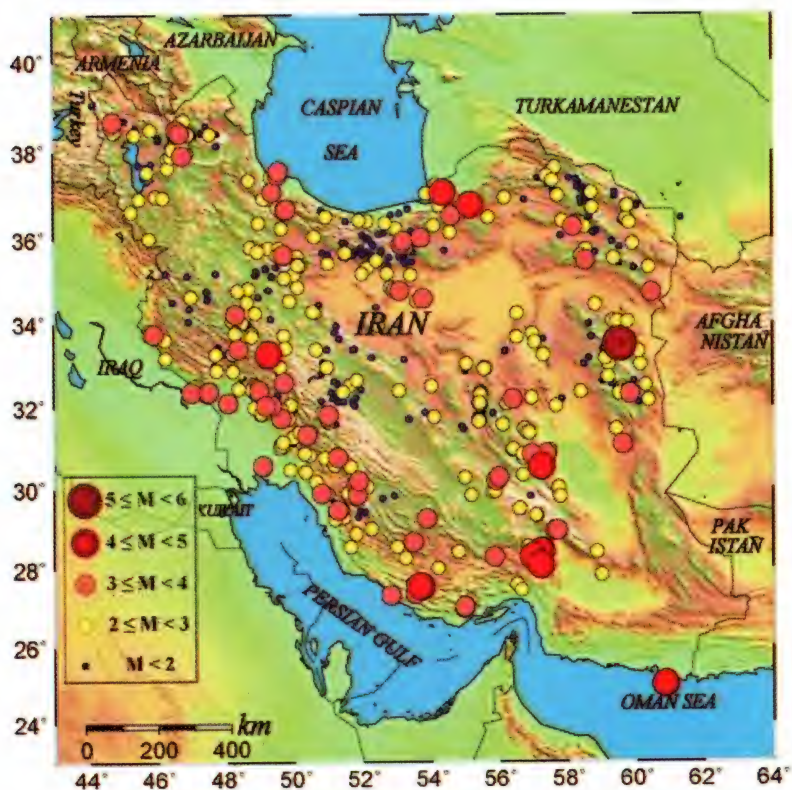 AZARBAIJAN
ARMENIA
Turkey
CASPIAN
SEA
TURKAMANESTAN
IRAN
AFGHA
NISTAN
IRAQ
KUWAIT
PAK
ISTAN
PERSIAN GULF
OMAN SEA
5 ≤ M < 6
4 ≤ M < 5
3 ≤ M < 4
2 ≤ M < 3
M < 2
km
0 200 400
40°
38°
36°
34°
32°
30°
28°
26°
24°
44° 46° 48° 50° 52° 54° 56° 58° 60° 62° 64°